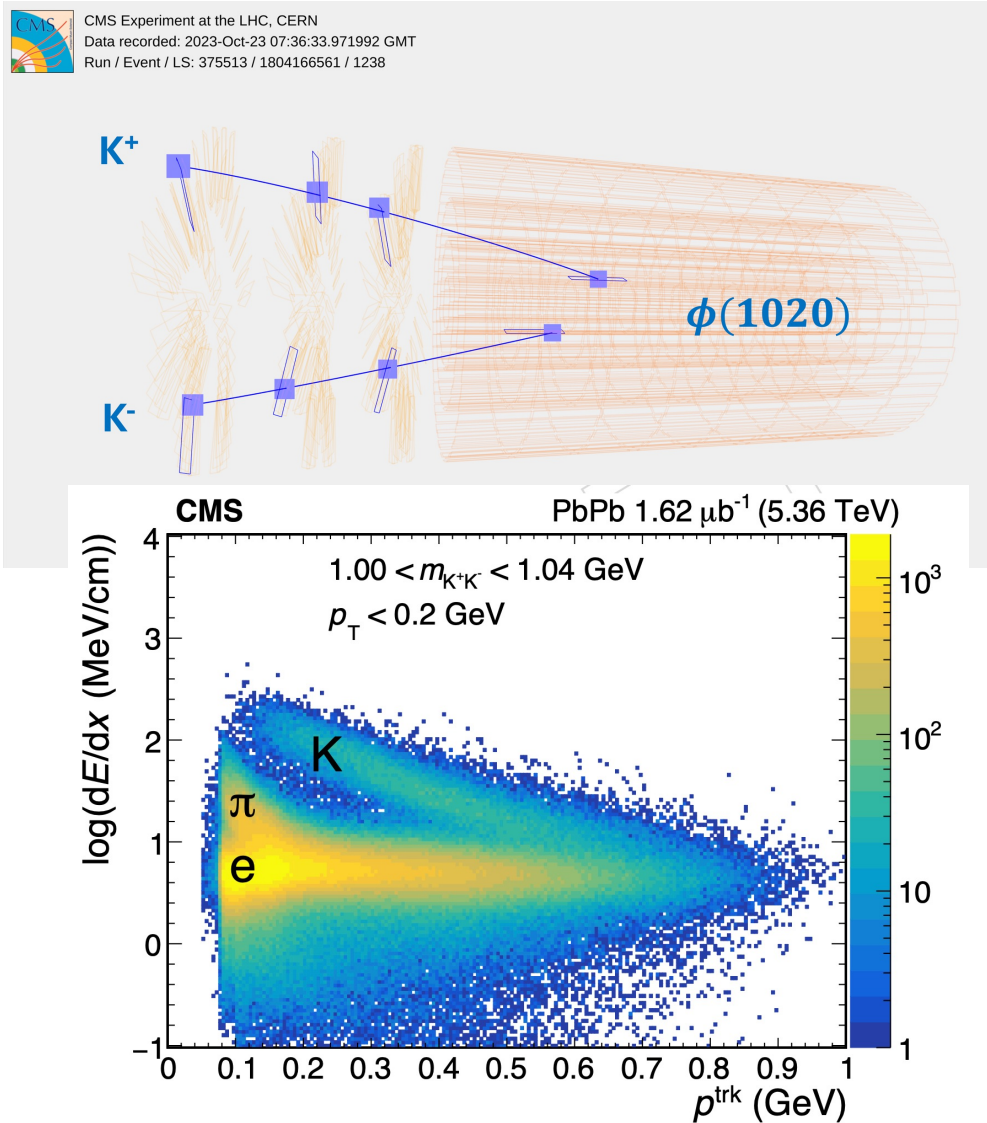 CMS
CMS Experiment at the LHC, CERN
Data recorded: 2023-Oct-23 07:36:33.971992 GMT
Run / Event / LS: 375513 / 1804166561 / 1238
K⁺
ϕ(1020)
K⁻
CMS PbPb 1.62 μb⁻¹ (5.36 TeV)
1.00 < m_K⁺K⁻ < 1.04 GeV
p_T < 0.2 GeV
log(dE/dx (MeV/cm))
4
3
2
1
0
−1
K
π
e
0 0.1 0.2 0.3 0.4 0.5 0.6 0.7 0.8 0.9 1
p^trk (GeV)
10³
10²
10
1